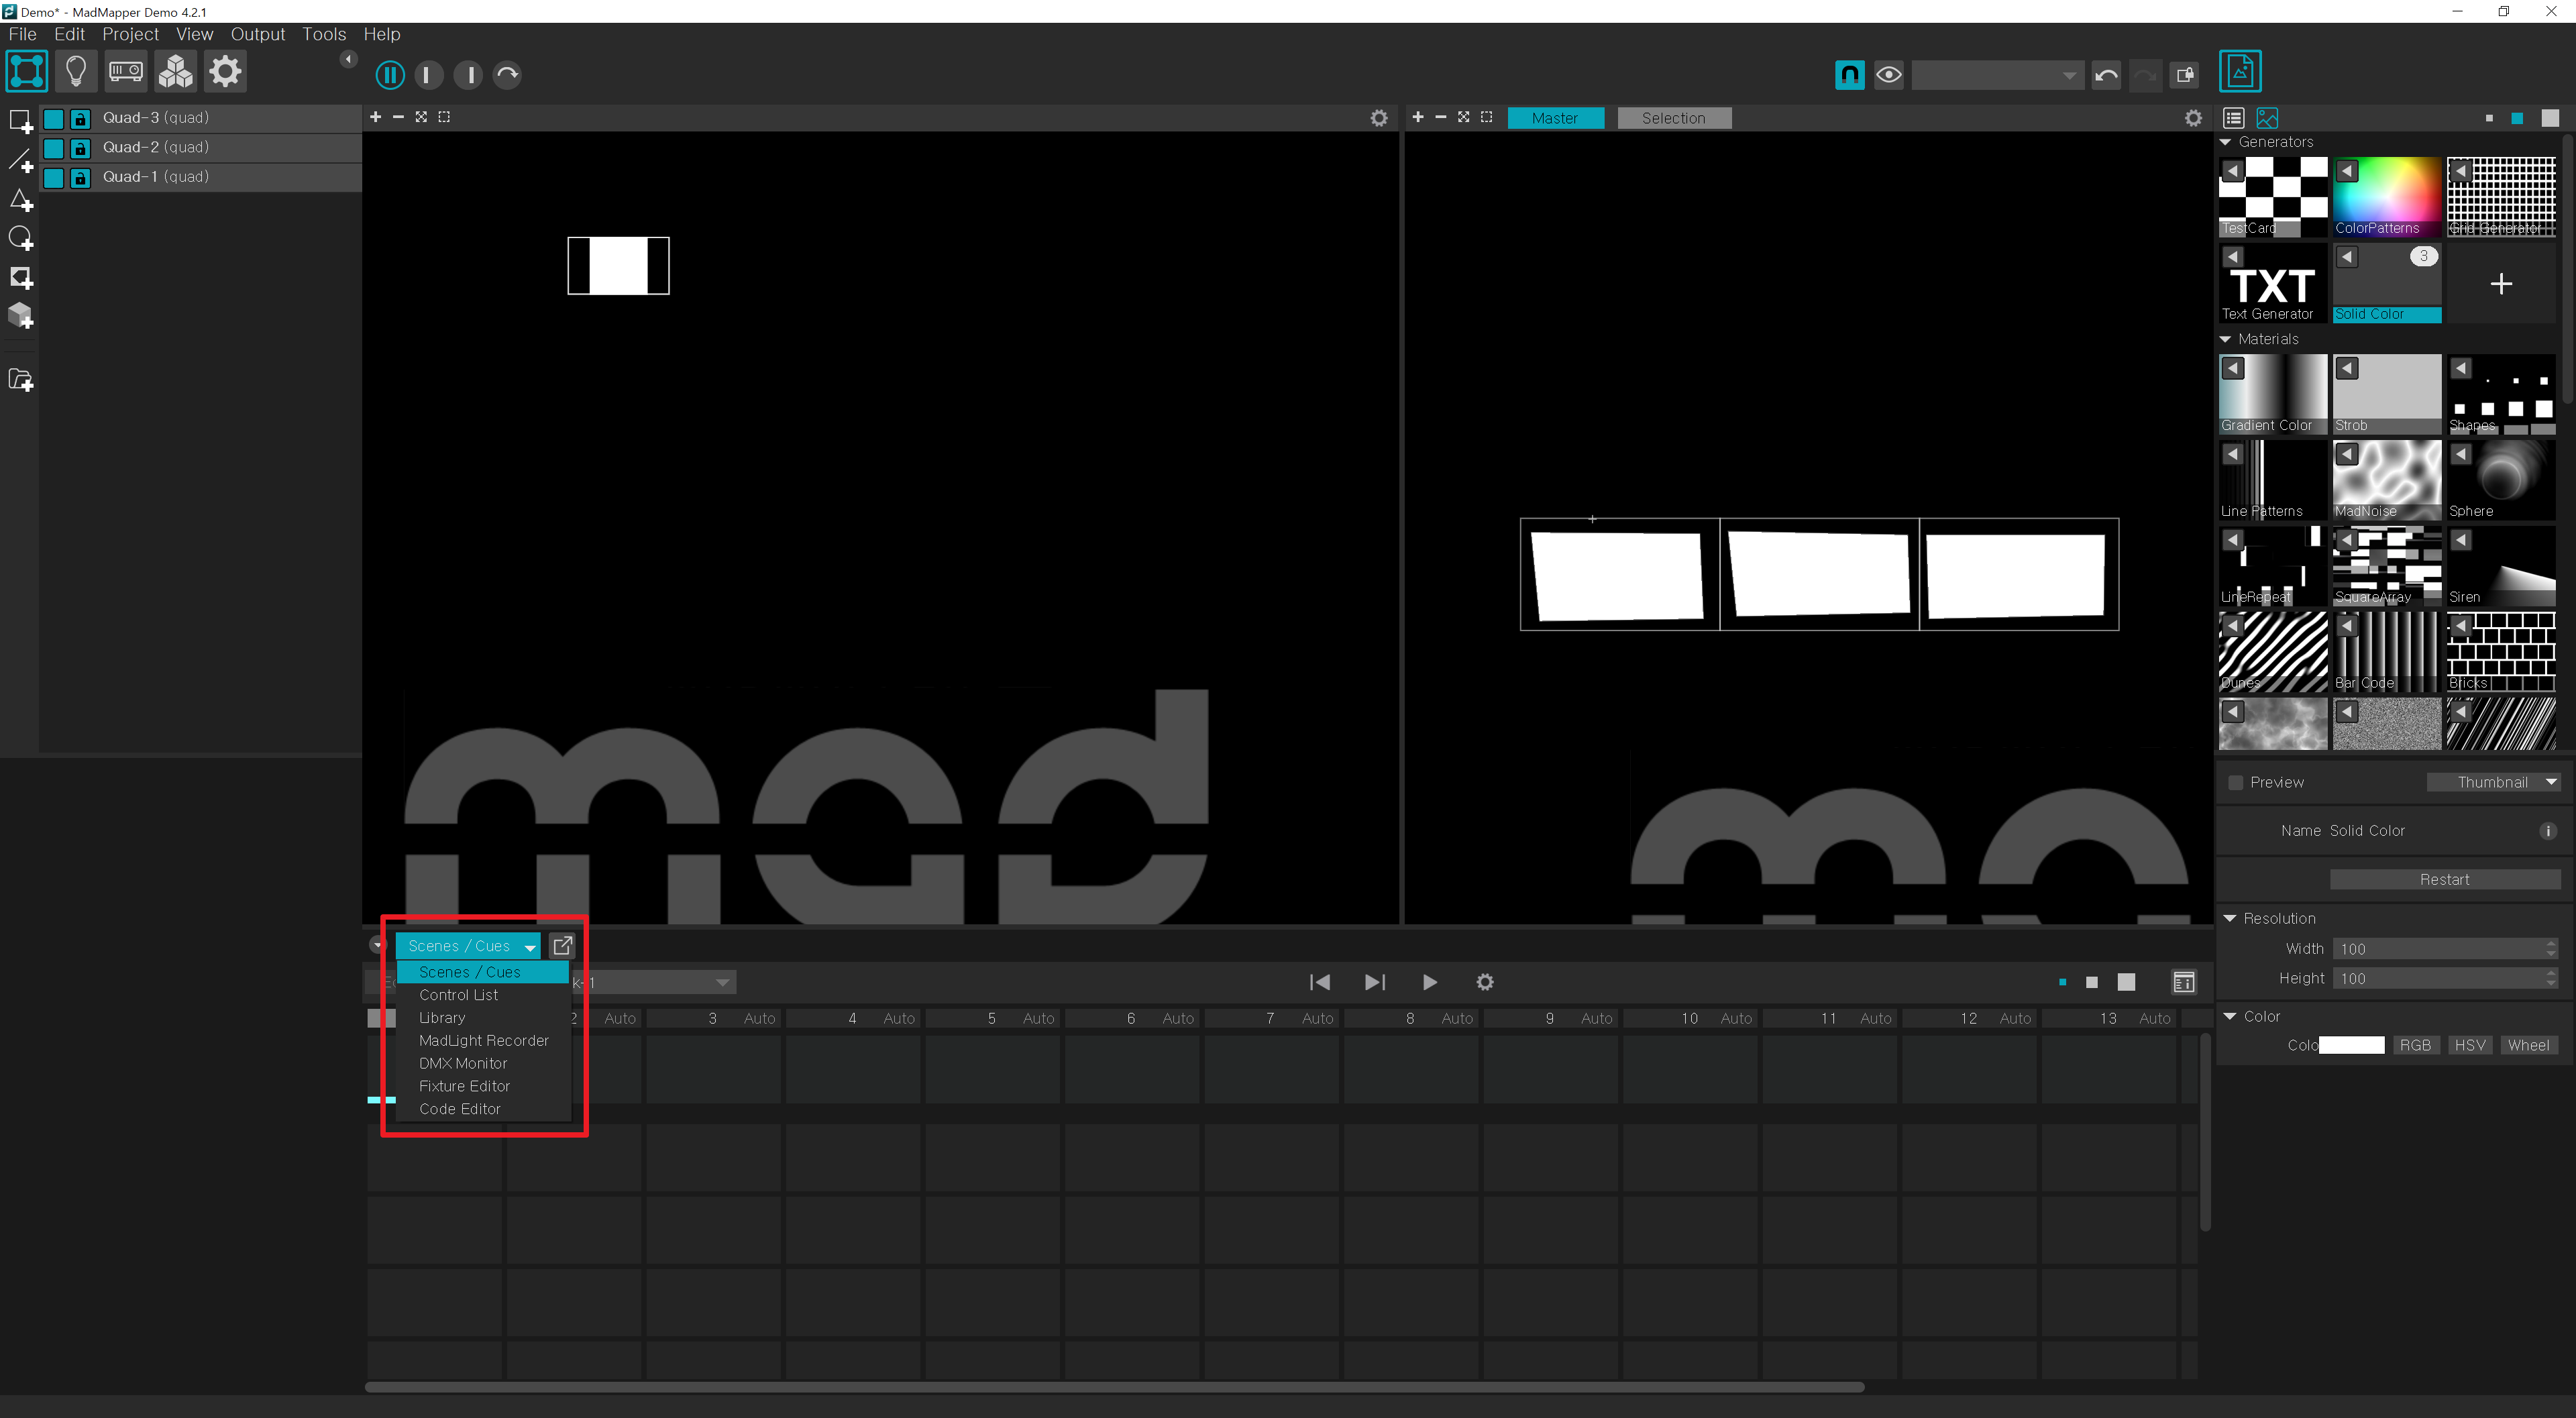 Demo* - MadMapper Demo 4.2.1
File Edit Project View Output Tools Help
Quad-3 (quad)
Quad-2 (quad)
Quad-1 (quad)
Master Selection
Generators
TestCard ColorPatterns Grid Generator
TXT
3
Text Generator Solid Color
Materials
Gradient Color Strob Shapes
Line Patterns MadNoise Sphere
LineRepeat SquareArray Siren
Dunes Bar Code Bricks
mad
ma
Preview Thumbnail
Name Solid Color
Restart
Resolution
Width 100
Height 100
Color
Colo RGB HSV Wheel
Scenes / Cues
Scenes / Cues
Control List
Library
MadLight Recorder
DMX Monitor
Fixture Editor
Code Editor
k-1
2 Auto 3 Auto 4 Auto 5 Auto 6 Auto 7 Auto 8 Auto 9 Auto 10 Auto 11 Auto 12 Auto 13 Auto